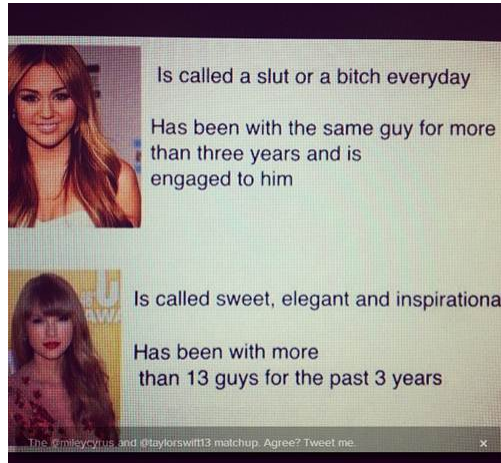 Is called a slut or a bitch everyday
Has been with the same guy for more
than three years and is
engaged to him
Is called sweet, elegant and inspirationa
Has been with more
than 13 guys for the past 3 years
The @mileycyrus and @taylorswift13 matchup. Agree? Tweet me.
x